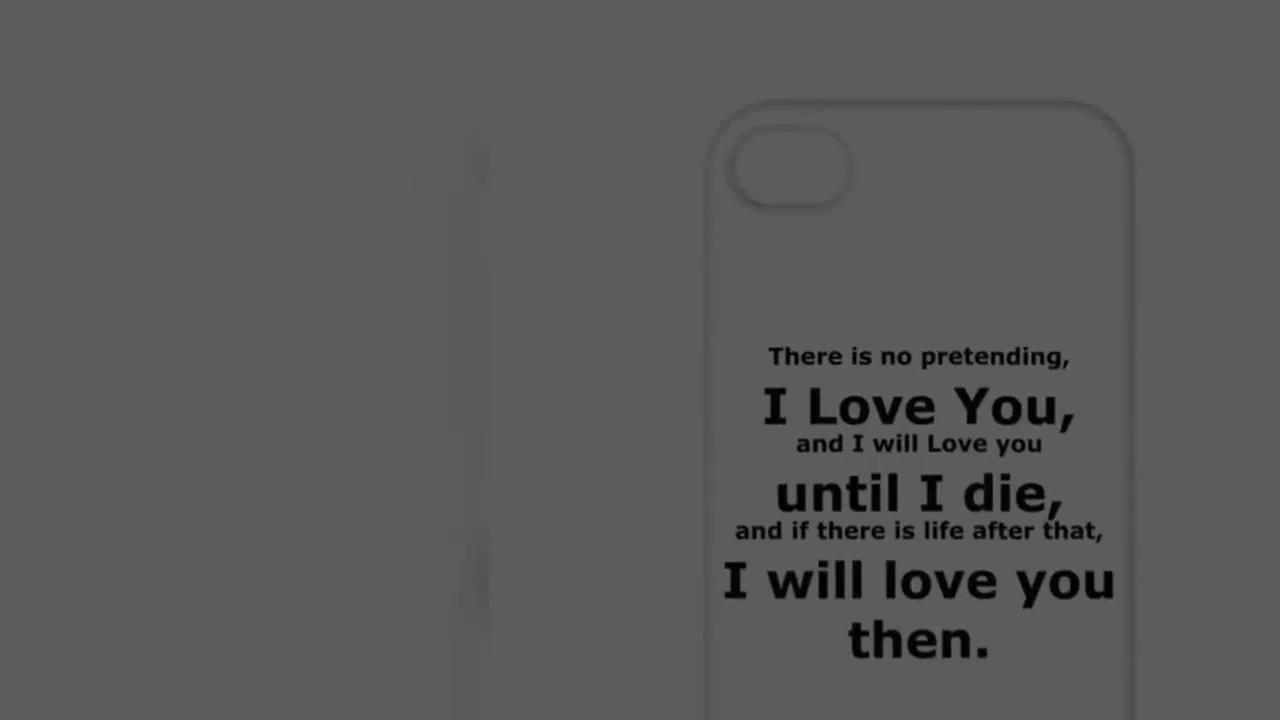 There is no pretending,
I Love You,
and I will Love you
until I die,
and if there is life after that,
I will love you
then.